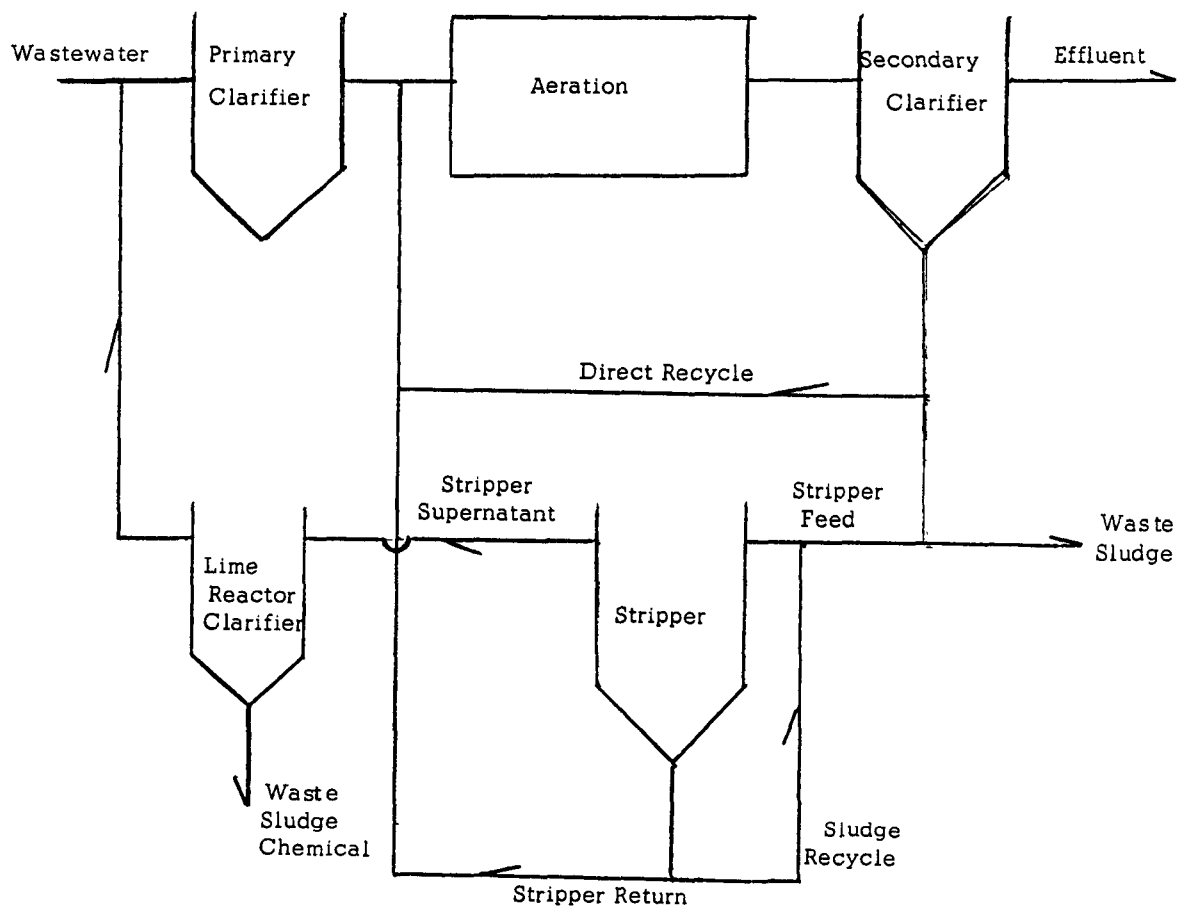 Wastewater
Primary
Clarifier
Aeration
Secondary
Clarifier
Effluent
Direct Recycle
Stripper
Supernatant
Stripper
Feed
Waste
Sludge
Lime
Reactor
Clarifier
Stripper
Waste
Sludge
Chemical
Sludge
Recycle
Stripper Return